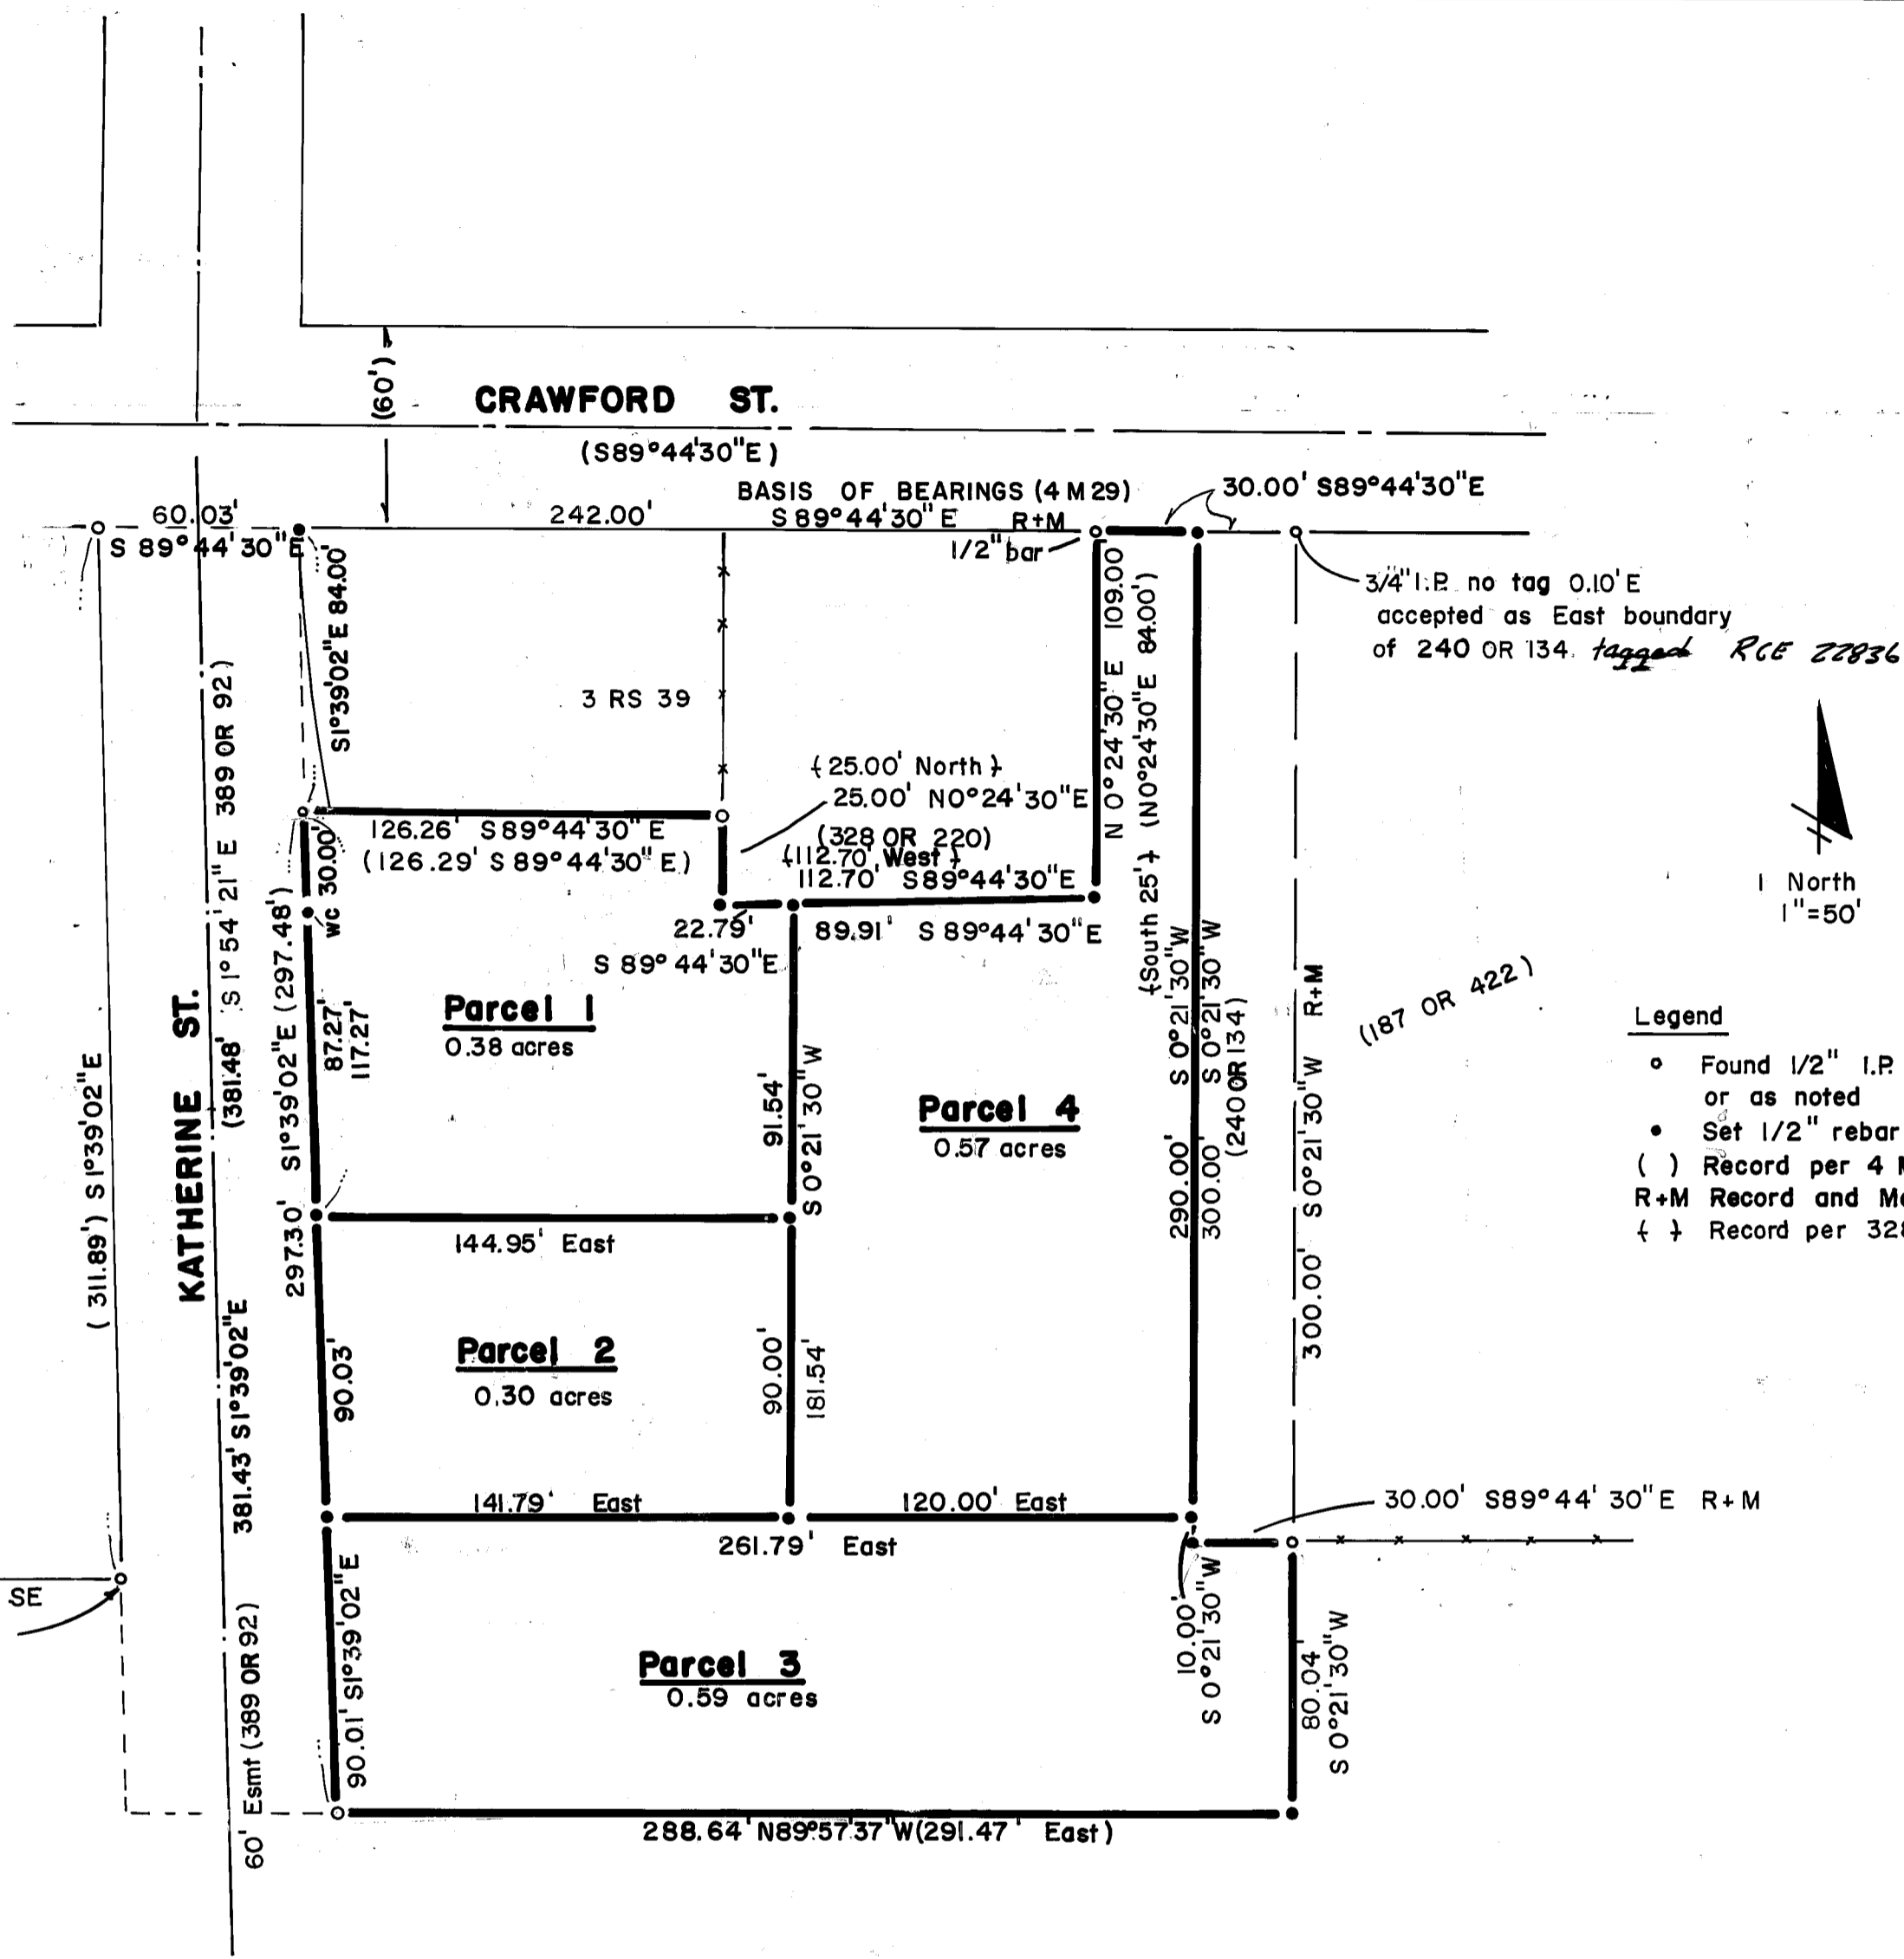 (60')
CRAWFORD ST.
(S89°44'30"E)
BASIS OF BEARINGS (4 M 29)
30.00' S89°44'30"E
60.03'
S 89°44'30"E
242.00'
S 89°44'30" E R+M
1/2" bar
3/4" I.P. no tag 0.10' E
accepted as East boundary
of 240 OR 134. tagged RCE 22836
S1°39'02"E 84.00'
3 RS 39
N 0°24'30"E 109.00
{South 25'} (N0°24'30"E 84.00')
{25.00' North}
25.00' N0°24'30"E
(328 OR 220)
{112.70' West}
112.70' S89°44'30"E
126.26' S89°44'30" E
(126.29' S 89°44'30" E)
22.79'
S 89°44'30"E
89.91' S 89°44'30"E
WC 30.00'
87.27'
117.27'
297.30' S1°39'02"E (297.48')
(381.48' S 1°54'21" E 389 OR 92)
381.43' S1°39'02"E
KATHERINE ST.
(311.89') S1°39'02"E
Parcel 1
0.38 acres
91.54'
S 0°21'30"W
Parcel 4
0.57 acres
290.00' S 0°21'30"W
300.00' S 0°21'30"W
(240 OR 134)
300.00' S0°21'30"W R+M
(187 OR 422)
1 North
1"=50'
Legend
Found 1/2" I.P.
or as noted
Set 1/2" rebar
( ) Record per 4
R+M Record and
{ } Record per 328
144.95' East
Parcel 2
0.30 acres
90.03'
90.00'
181.54'
141.79' East
120.00' East
261.79' East
30.00' S89°44'30"E R+M
SE
90.01' S1°39'02"E
10.00'
S 0°21'30"W
80.04'
S 0°21'30"W
Parcel 3
0.59 acres
60' Esmt (389 OR 92)
288.64' N89°57'37"W (291.47' East)